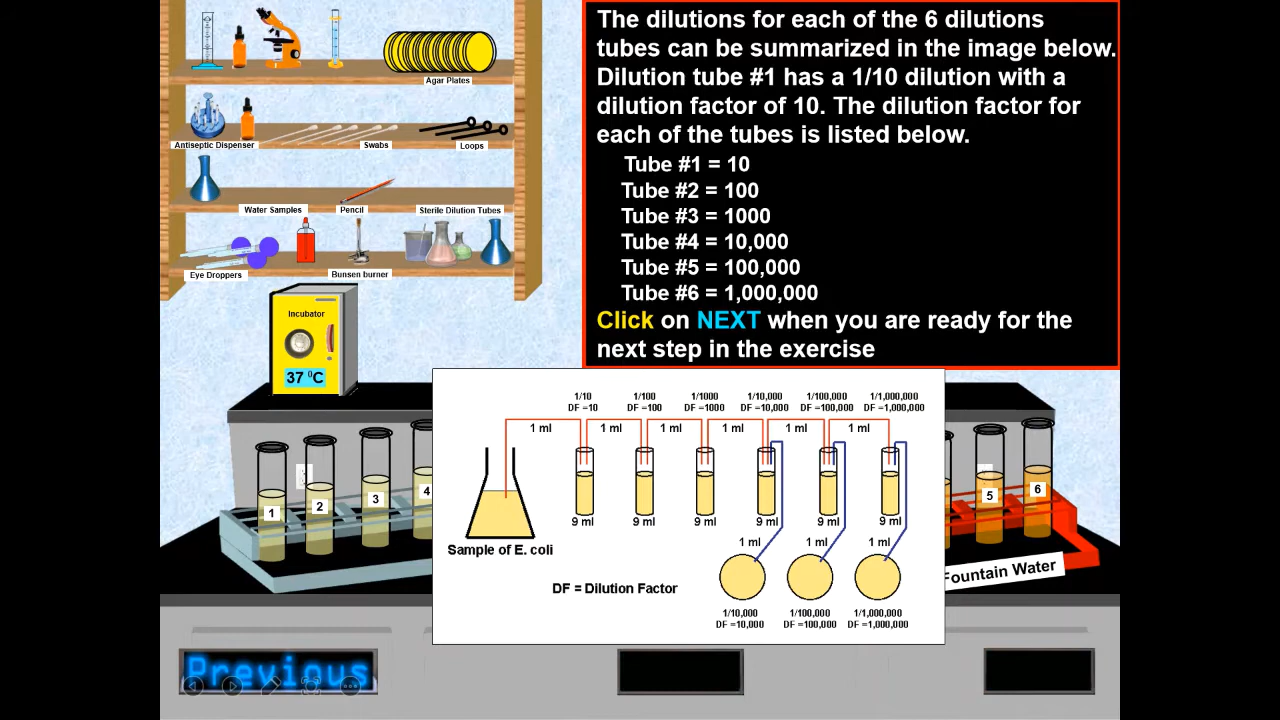 The dilutions for each of the 6 dilutions
tubes can be summarized in the image below.
Dilution tube #1 has a 1/10 dilution with a
dilution factor of 10. The dilution factor for
each of the tubes is listed below.
Tube #1 = 10
Tube #2 = 100
Tube #3 = 1000
Tube #4 = 10,000
Tube #5 = 100,000
Tube #6 = 1,000,000
Click on NEXT when you are ready for the
next step in the exercise
Agar Plates
Antiseptic Dispenser
Swabs
Loops
Water Samples
Pencil
Sterile Dilution Tubes
Eye Droppers
Bunsen burner
Incubator
37 ⁰C
1/10 1/100 1/1000 1/10,000 1/100,000 1/1,000,000
DF =10 DF =100 DF =1000 DF =10,000 DF =100,000 DF =1,000,000
1 ml 1 ml 1 ml 1 ml 1 ml 1 ml
1 2 3 4
9 ml 9 ml 9 ml 9 ml 9 ml 9 ml
5 6
1 ml 1 ml 1 ml
Sample of E. coli
DF = Dilution Factor
1/10,000 1/100,000 1/1,000,000
DF =10,000 DF =100,000 DF =1,000,000
Fountain Water
Previous